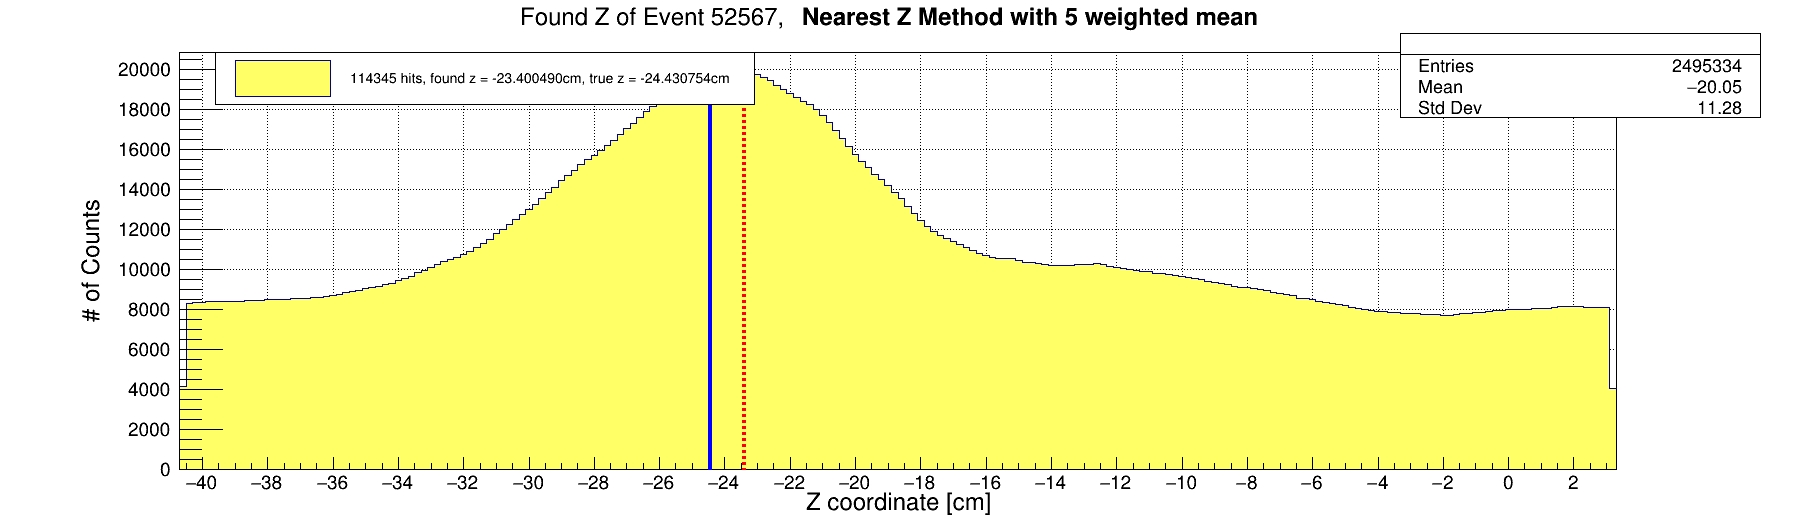 Found Z of Event 52567, Nearest Z Method with 5 weighted mean
114345 hits, found z = -23.400490cm, true z = -24.430754cm
Entries 2495334
Mean −20.05
Std Dev 11.28
# of Counts
20000
18000
16000
14000
12000
10000
8000
6000
4000
2000
0
−40 −38 −36 −34 −32 −30 −28 −26 −24 −22 −20 −18 −16 −14 −12 −10 −8 −6 −4 −2 0 2
Z coordinate [cm]